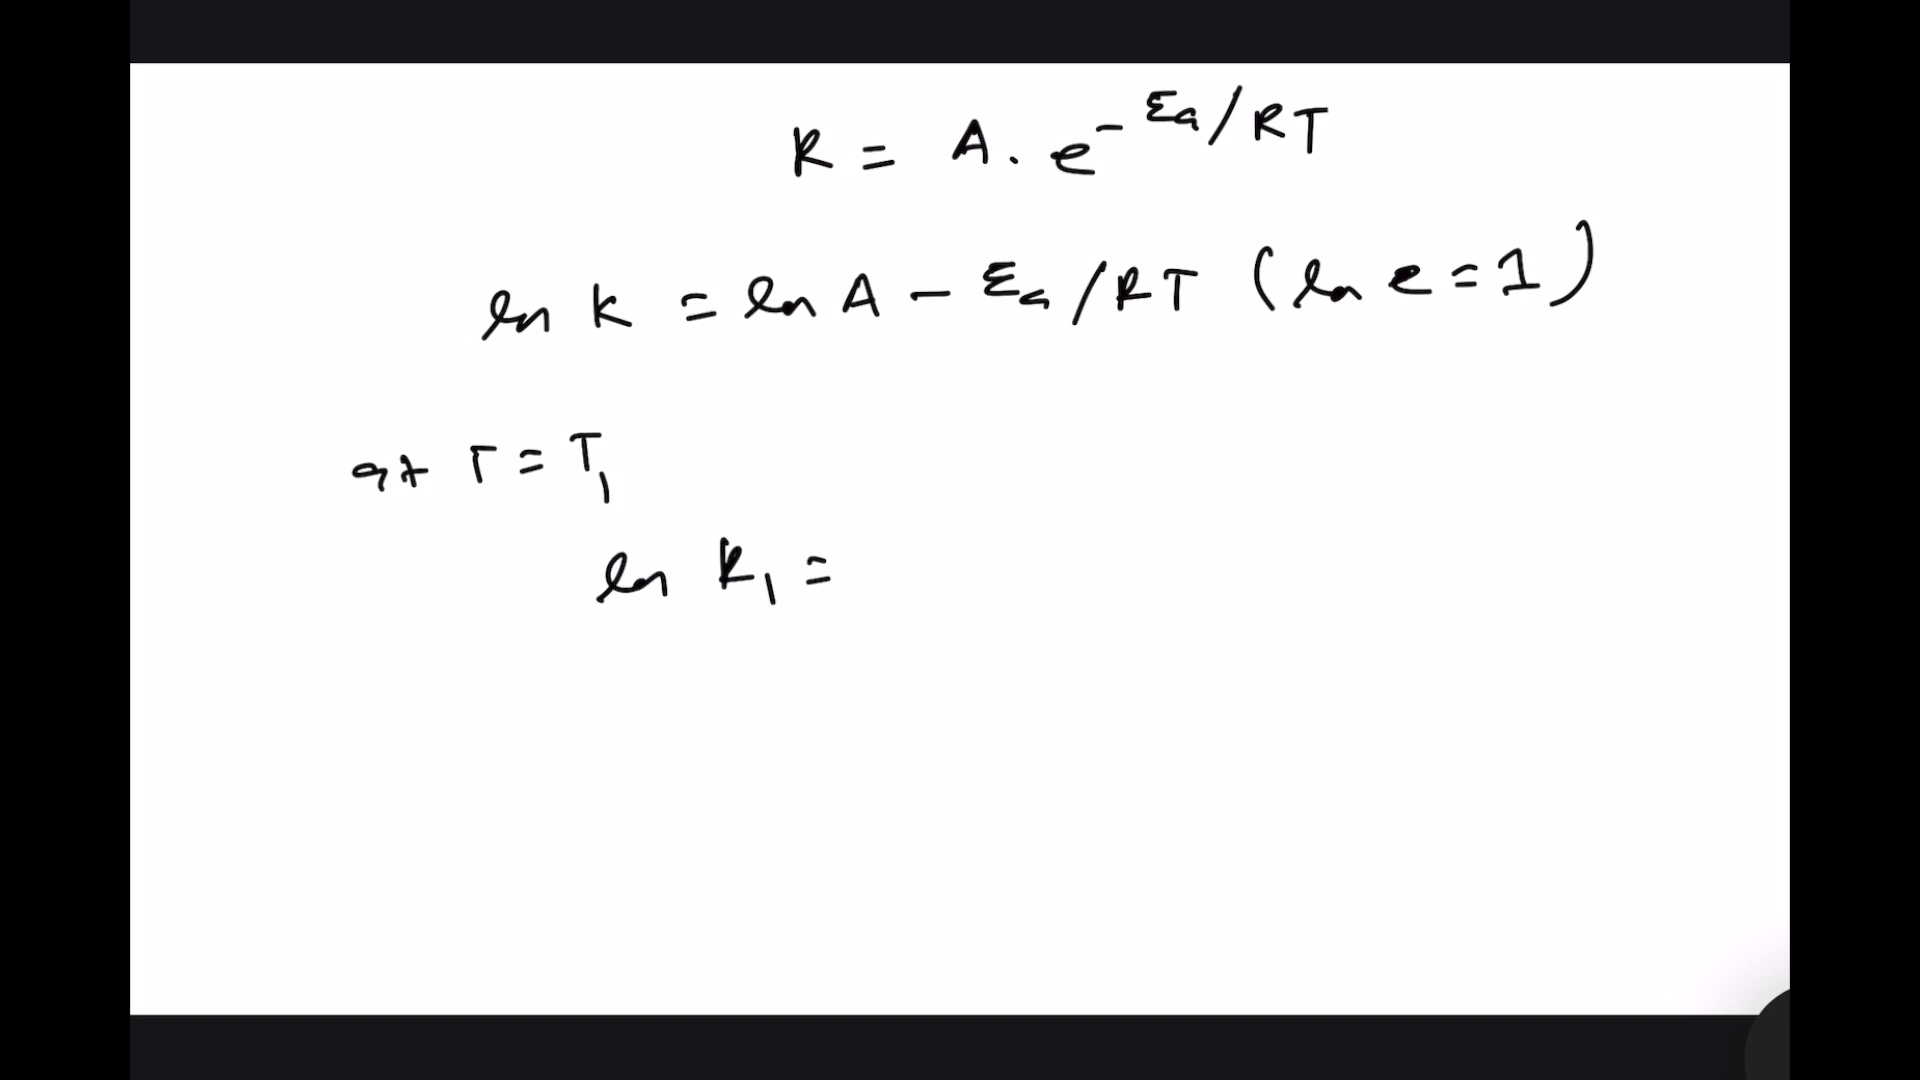 k = A. e^-Ea/RT
ln k = ln A - Ea/RT (ln e = 1)
at T = T₁
ln k₁ =